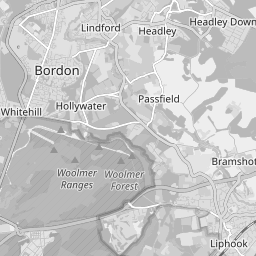 Lindford
Headley
Headley Down
Bordon
Hollywater
Passfield
Whitehill
Woolmer
Ranges
Woolmer
Forest
Bramshot
Liphook